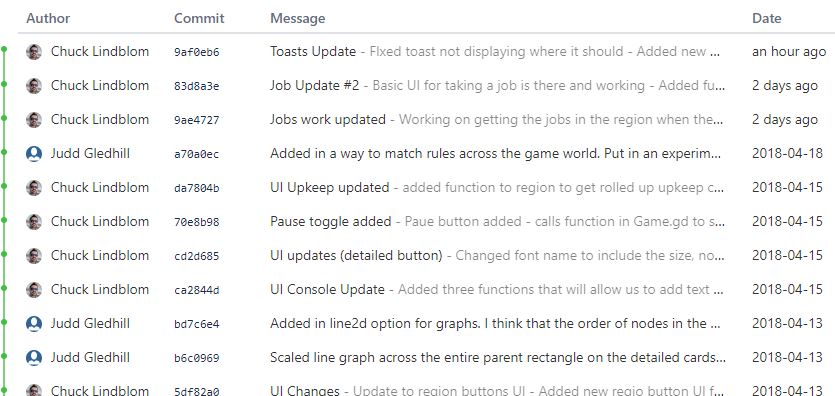 Author Commit Message Date
Chuck Lindblom 9af0eb6 Toasts Update - FIxed toast not displaying where it should - Added new ... an hour ago
Chuck Lindblom 83d8a3e Job Update #2 - Basic UI for taking a job is there and working - Added fu... 2 days ago
Chuck Lindblom 9ae4727 Jobs work updated - Working on getting the jobs in the region when the... 2 days ago
Judd Gledhill a70a0ec Added in a way to match rules across the game world. Put in an experim... 2018-04-18
Chuck Lindblom da7804b UI Upkeep updated - added function to region to get rolled up upkeep c... 2018-04-15
Chuck Lindblom 70e8b98 Pause toggle added - Paue button added - calls function in Game.gd to s... 2018-04-15
Chuck Lindblom cd2d685 UI updates (detailed button) - Changed font name to include the size, no... 2018-04-15
Chuck Lindblom ca2844d UI Console Update - Added three functions that will allow us to add text ... 2018-04-15
Judd Gledhill bd7c6e4 Added in line2d option for graphs. I think that the order of nodes in the ... 2018-04-13
Judd Gledhill b6c0969 Scaled line graph across the entire parent rectangle on the detailed cards... 2018-04-13
Chuck Lindblom 5df82a0 UI Changes - Update to region buttons UI - Added new regio button UI f... 2018-04-13